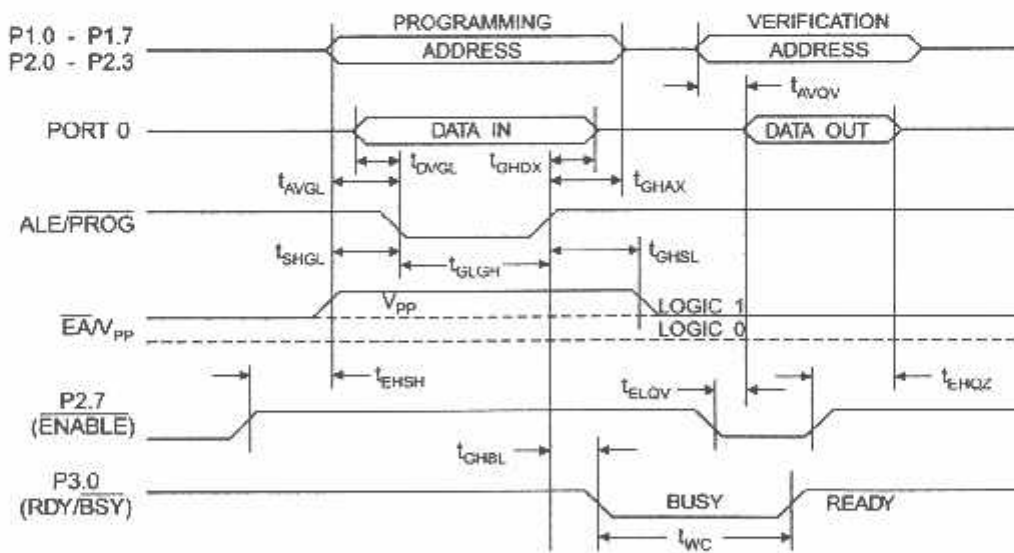 PROGRAMMING
VERIFICATION
P1.0 - P1.7
P2.0 - P2.3
ADDRESS
ADDRESS
tAVQV
PORT 0
DATA IN
DATA OUT
tDVGL
tGHDX
tAVGL
tGHAX
ALE/PROG
tSHGL
tGLGH
tGHSL
VPP
LOGIC 1
EA/VPP
LOGIC 0
tEHSH
tELQV
tEHQZ
P2.7
(ENABLE)
tGHBL
P3.0
(RDY/BSY)
BUSY
READY
tWC